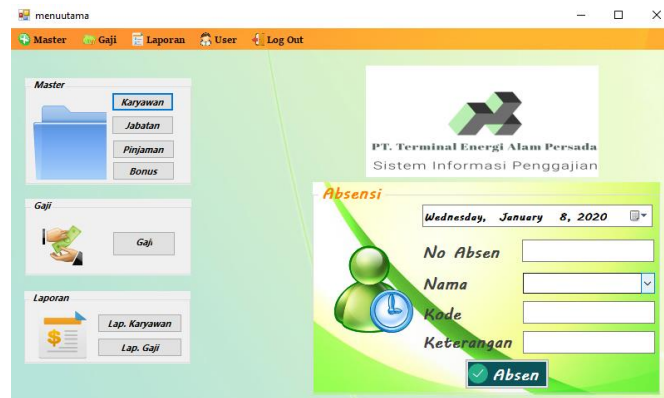 menuutama
Master Gaji Laporan User Log Out
Master
Karyawan
Jabatan
Pinjaman
Bonus
Gaji
Gaji
Laporan
Lap. Karyawan
Lap. Gaji
PT. Terminal Energi Alam Persada
Sistem Informasi Penggajian
Absensi
Wednesday, January 8, 2020
No Absen
Nama
Kode
Keterangan
Absen